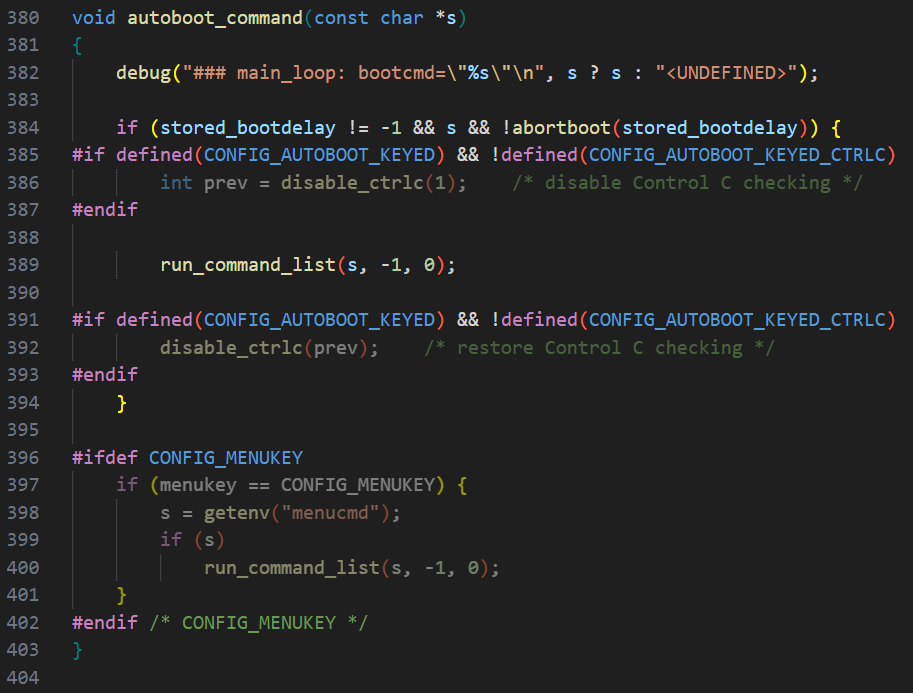 380 void autoboot_command(const char *s)
381 {
382     debug("### main_loop: bootcmd=\"%s\"\n", s ? s : "<UNDEFINED>");
383
384     if (stored_bootdelay != -1 && s && !abortboot(stored_bootdelay)) {
385 #if defined(CONFIG_AUTOBOOT_KEYED) && !defined(CONFIG_AUTOBOOT_KEYED_CTRLC)
386         int prev = disable_ctrlc(1);    /* disable Control C checking */
387 #endif
388
389         run_command_list(s, -1, 0);
390
391 #if defined(CONFIG_AUTOBOOT_KEYED) && !defined(CONFIG_AUTOBOOT_KEYED_CTRLC)
392         disable_ctrlc(prev);    /* restore Control C checking */
393 #endif
394     }
395
396 #ifdef CONFIG_MENUKEY
397     if (menukey == CONFIG_MENUKEY) {
398         s = getenv("menucmd");
399         if (s)
400             run_command_list(s, -1, 0);
401     }
402 #endif /* CONFIG_MENUKEY */
403 }
404